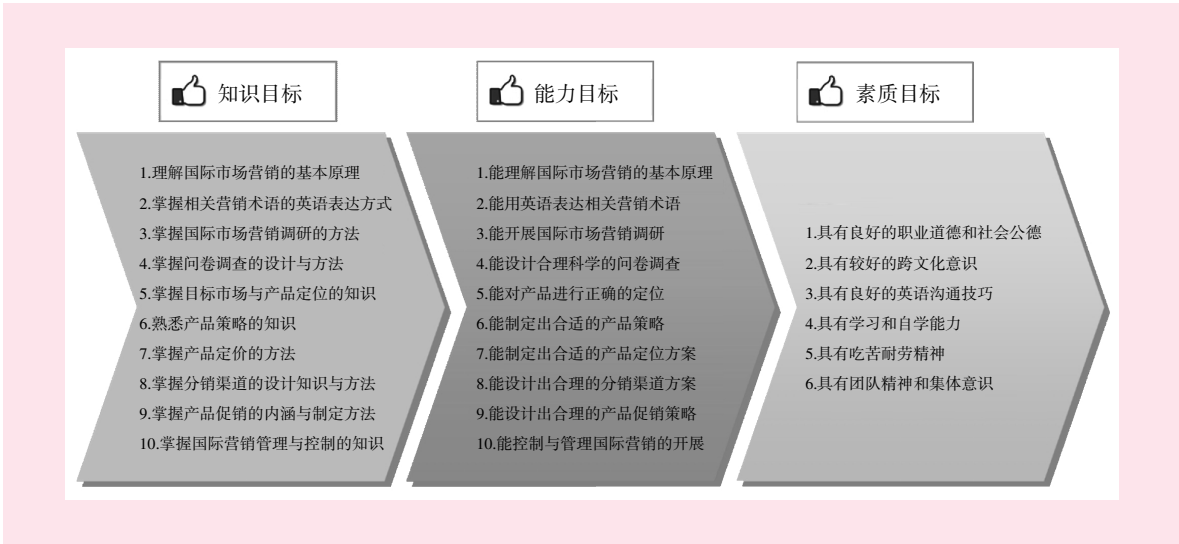 知识目标
1.理解国际市场营销的基本原理
2.掌握相关营销术语的英语表达方式
3.掌握国际市场营销调研的方法
4.掌握问卷调查的设计与方法
5.掌握目标市场与产品定位的知识
6.熟悉产品策略的知识
7.掌握产品定价的方法
8.掌握分销渠道的设计知识与方法
9.掌握产品促销的内涵与制定方法
10.掌握国际营销管理与控制的知识
能力目标
1.能理解国际市场营销的基本原理
2.能用英语表达相关营销术语
3.能开展国际市场营销调研
4.能设计合理科学的问卷调查
5.能对产品进行正确的定位
6.能制定出合适的产品策略
7.能制定出合适的产品定位方案
8.能设计出合理的分销渠道方案
9.能设计出合理的产品促销策略
10.能控制与管理国际营销的开展
素质目标
1.具有良好的职业道德和社会公德
2.具有较好的跨文化意识
3.具有良好的英语沟通技巧
4.具有学习和自学能力
5.具有吃苦耐劳精神
6.具有团队精神和集体意识